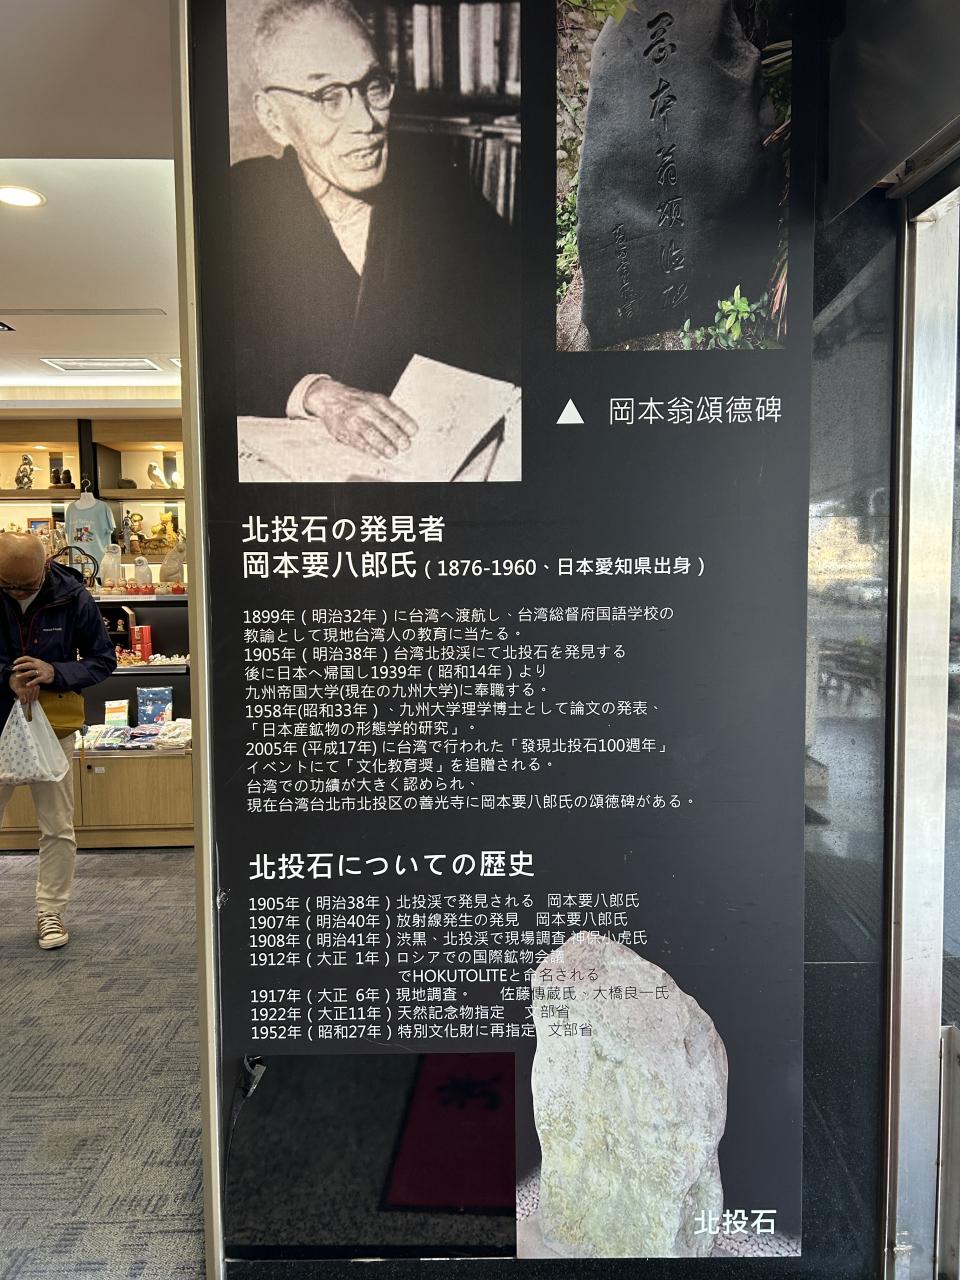 岡本翁頌德碑
▲ 岡本翁頌德碑
北投石の発見者
岡本要八郎氏 ( 1876-1960、日本愛知県出身 )
1899年 ( 明治32年 ) に台湾へ渡航し、台湾総督府国語学校の
教諭として現地台湾人の教育に当たる。
1905年 ( 明治38年 ) 台湾北投渓にて北投石を発見する
後に日本へ帰国し1939年 ( 昭和14年 ) より
九州帝国大学(現在の九州大学)に奉職する。
1958年(昭和33年 ) 、九州大学理学博士として論文の発表、
「日本産鉱物の形態学的研究」。
2005年 (平成17年) に台湾で行われた「發現北投石100週年」
イベントにて「文化教育奨」を追贈される。
台湾での功績が大きく認められ、
現在台湾台北市北投区の善光寺に岡本要八郎氏の頌徳碑がある。
北投石についての歴史
1905年 ( 明治38年 ) 北投渓で発見される 岡本要八郎氏
1907年 ( 明治40年 ) 放射線発生の発見 岡本要八郎氏
1908年 ( 明治41年 ) 渋黒、北投渓で現場調査 神保小虎氏
1912年 ( 大正 1年 ) ロシアでの国際鉱物会議
でHOKUTOLITEと命名される
1917年 ( 大正 6年 ) 現地調査。 佐藤傳蔵氏、大橋良一氏
1922年 ( 大正11年 ) 天然記念物指定 文部省
1952年 ( 昭和27年 ) 特別文化財に再指定 文部省
北投石